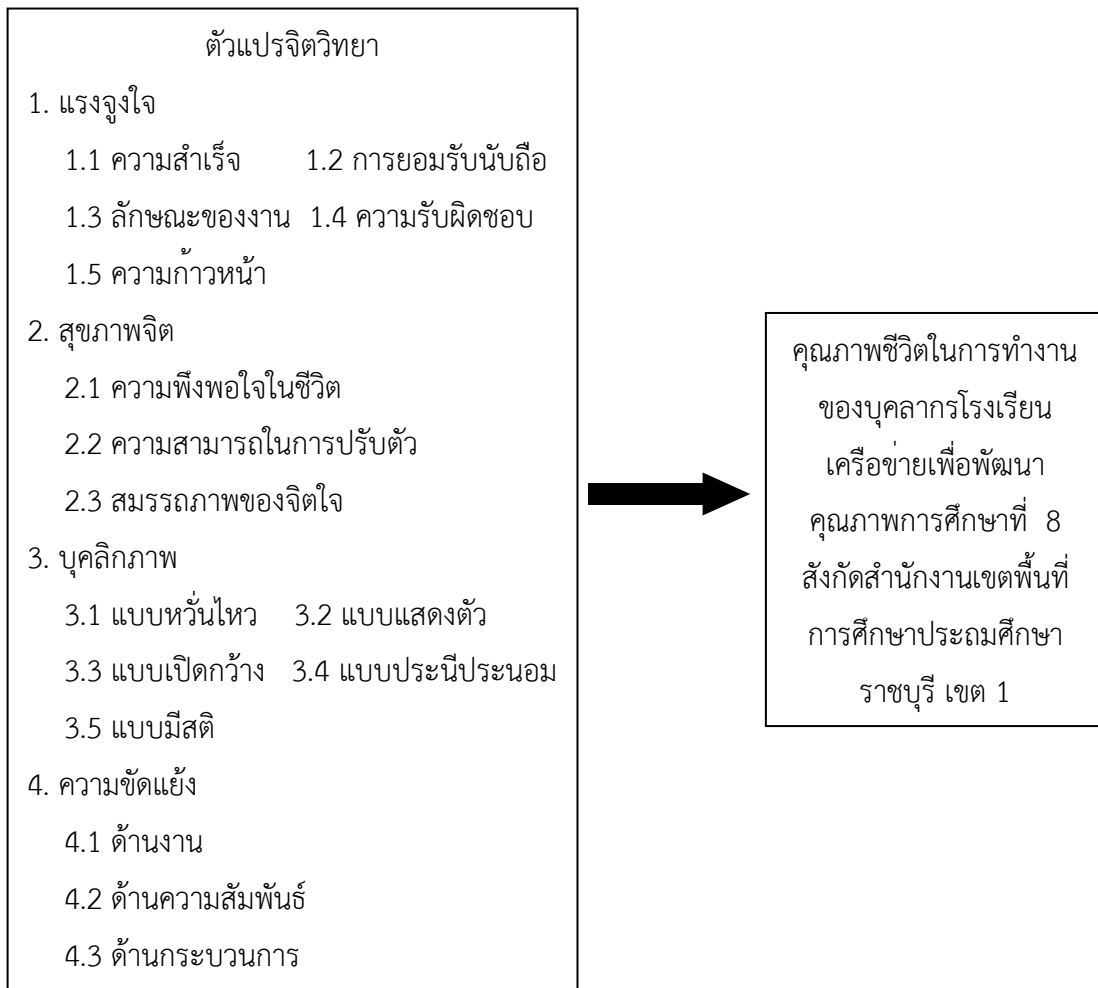 ตัวแปรจิตวิทยา
1. แรงจูงใจ
1.1 ความสำเร็จ 1.2 การยอมรับนับถือ
1.3 ลักษณะของงาน 1.4 ความรับผิดชอบ
1.5 ความก้าวหน้า
2. สุขภาพจิต
2.1 ความพึงพอใจในชีวิต
2.2 ความสามารถในการปรับตัว
2.3 สมรรถภาพของจิตใจ
3. บุคลิกภาพ
3.1 แบบหวั่นไหว 3.2 แบบแสดงตัว
3.3 แบบเปิดกว้าง 3.4 แบบประนีประนอม
3.5 แบบมีสติ
4. ความขัดแย้ง
4.1 ด้านงาน
4.2 ด้านความสัมพันธ์
4.3 ด้านกระบวนการ
คุณภาพชีวิตในการทำงาน
ของบุคลากรโรงเรียน
เครือข่ายเพื่อพัฒนา
คุณภาพการศึกษาที่ 8
สังกัดสำนักงานเขตพื้นที่
การศึกษาประถมศึกษา
ราชบุรี เขต 1